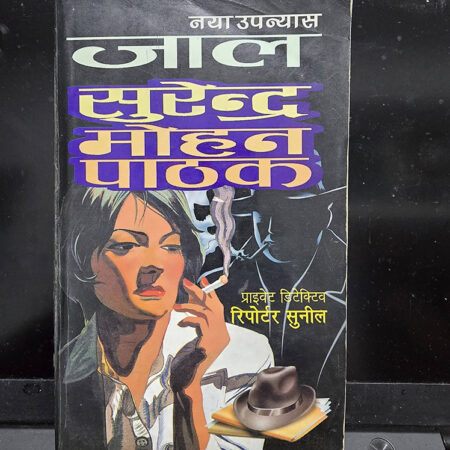 नया उपन्यास
जाल
सुरेन्द्र
मोहन
पाठक
प्राइवेट डिटेक्टिव
रिपोर्टर सुनील